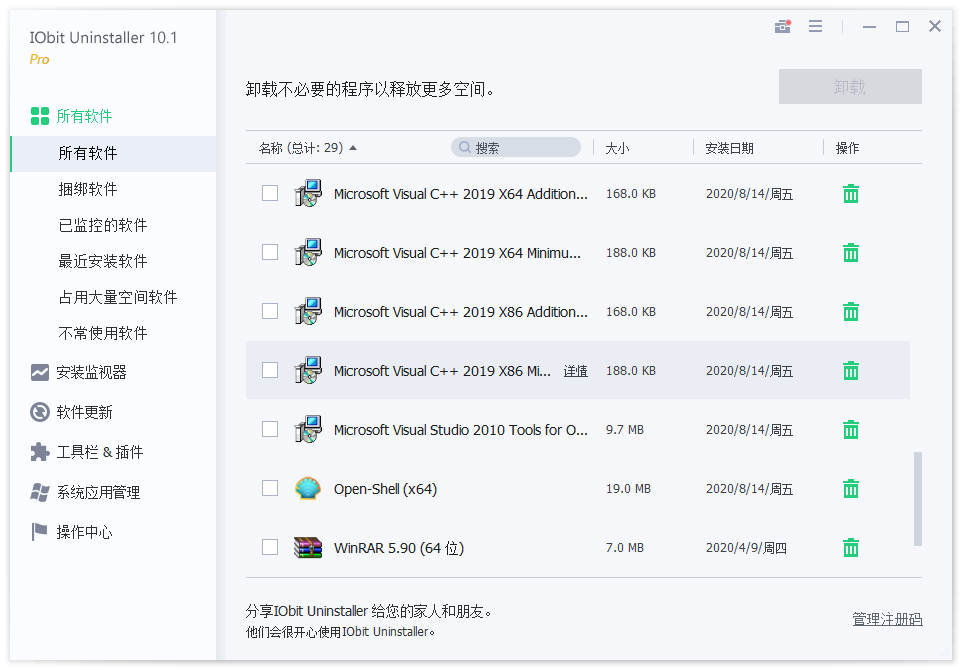 IObit Uninstaller 10.1
Pro
所有软件
所有软件
捆绑软件
已监控的软件
最近安装软件
占用大量空间软件
不常使用软件
安装监视器
软件更新
工具栏 & 插件
系统应用管理
操作中心
卸载不必要的程序以释放更多空间。
卸载
名称 (总计: 29) 搜索 大小 安装日期 操作
Microsoft Visual C++ 2019 X64 Addition... 168.0 KB 2020/8/14/周五
Microsoft Visual C++ 2019 X64 Minimu... 188.0 KB 2020/8/14/周五
Microsoft Visual C++ 2019 X86 Addition... 168.0 KB 2020/8/14/周五
Microsoft Visual C++ 2019 X86 Mi... 详情 188.0 KB 2020/8/14/周五
Microsoft Visual Studio 2010 Tools for O... 9.7 MB 2020/8/14/周五
Open-Shell (x64) 19.0 MB 2020/8/14/周五
WinRAR 5.90 (64 位) 7.0 MB 2020/4/9/周四
分享IObit Uninstaller 给您的家人和朋友。
他们会很开心使用IObit Uninstaller。
管理注册码